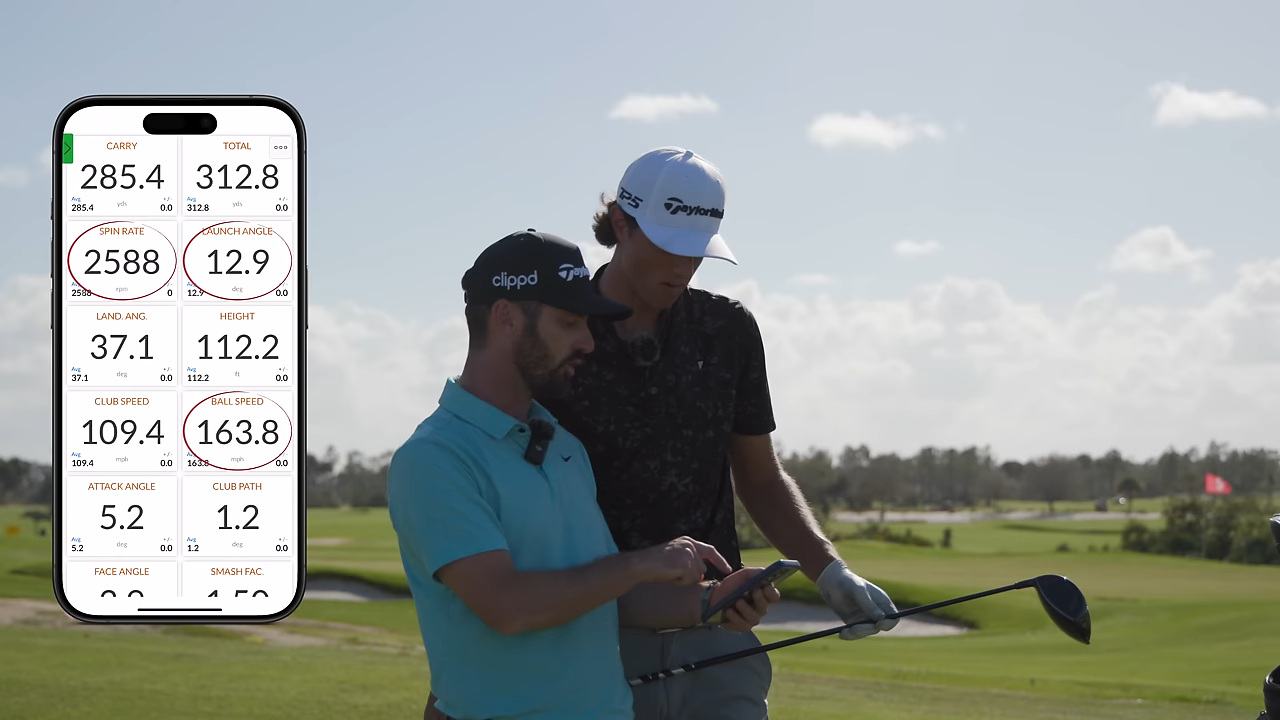 CARRY TOTAL
285.4 312.8
Avg yds +/- Avg yds +/-
285.4 0.0 312.8 0.0
SPIN RATE LAUNCH ANGLE
2588 12.9
rpm deg
2588 0 12.9 0.0
LAND. ANG. HEIGHT
37.1 112.2
Avg deg +/- Avg ft +/-
37.1 0.0 112.2 0.0
CLUB SPEED BALL SPEED
109.4 163.8
Avg mph +/- mph
109.4 0.0 163.8 0.0
ATTACK ANGLE CLUB PATH
5.2 1.2
Avg deg +/- Avg deg +/-
5.2 0.0 1.2 0.0
FACE ANGLE SMASH FAC.
TP5
TaylorMade
clippd